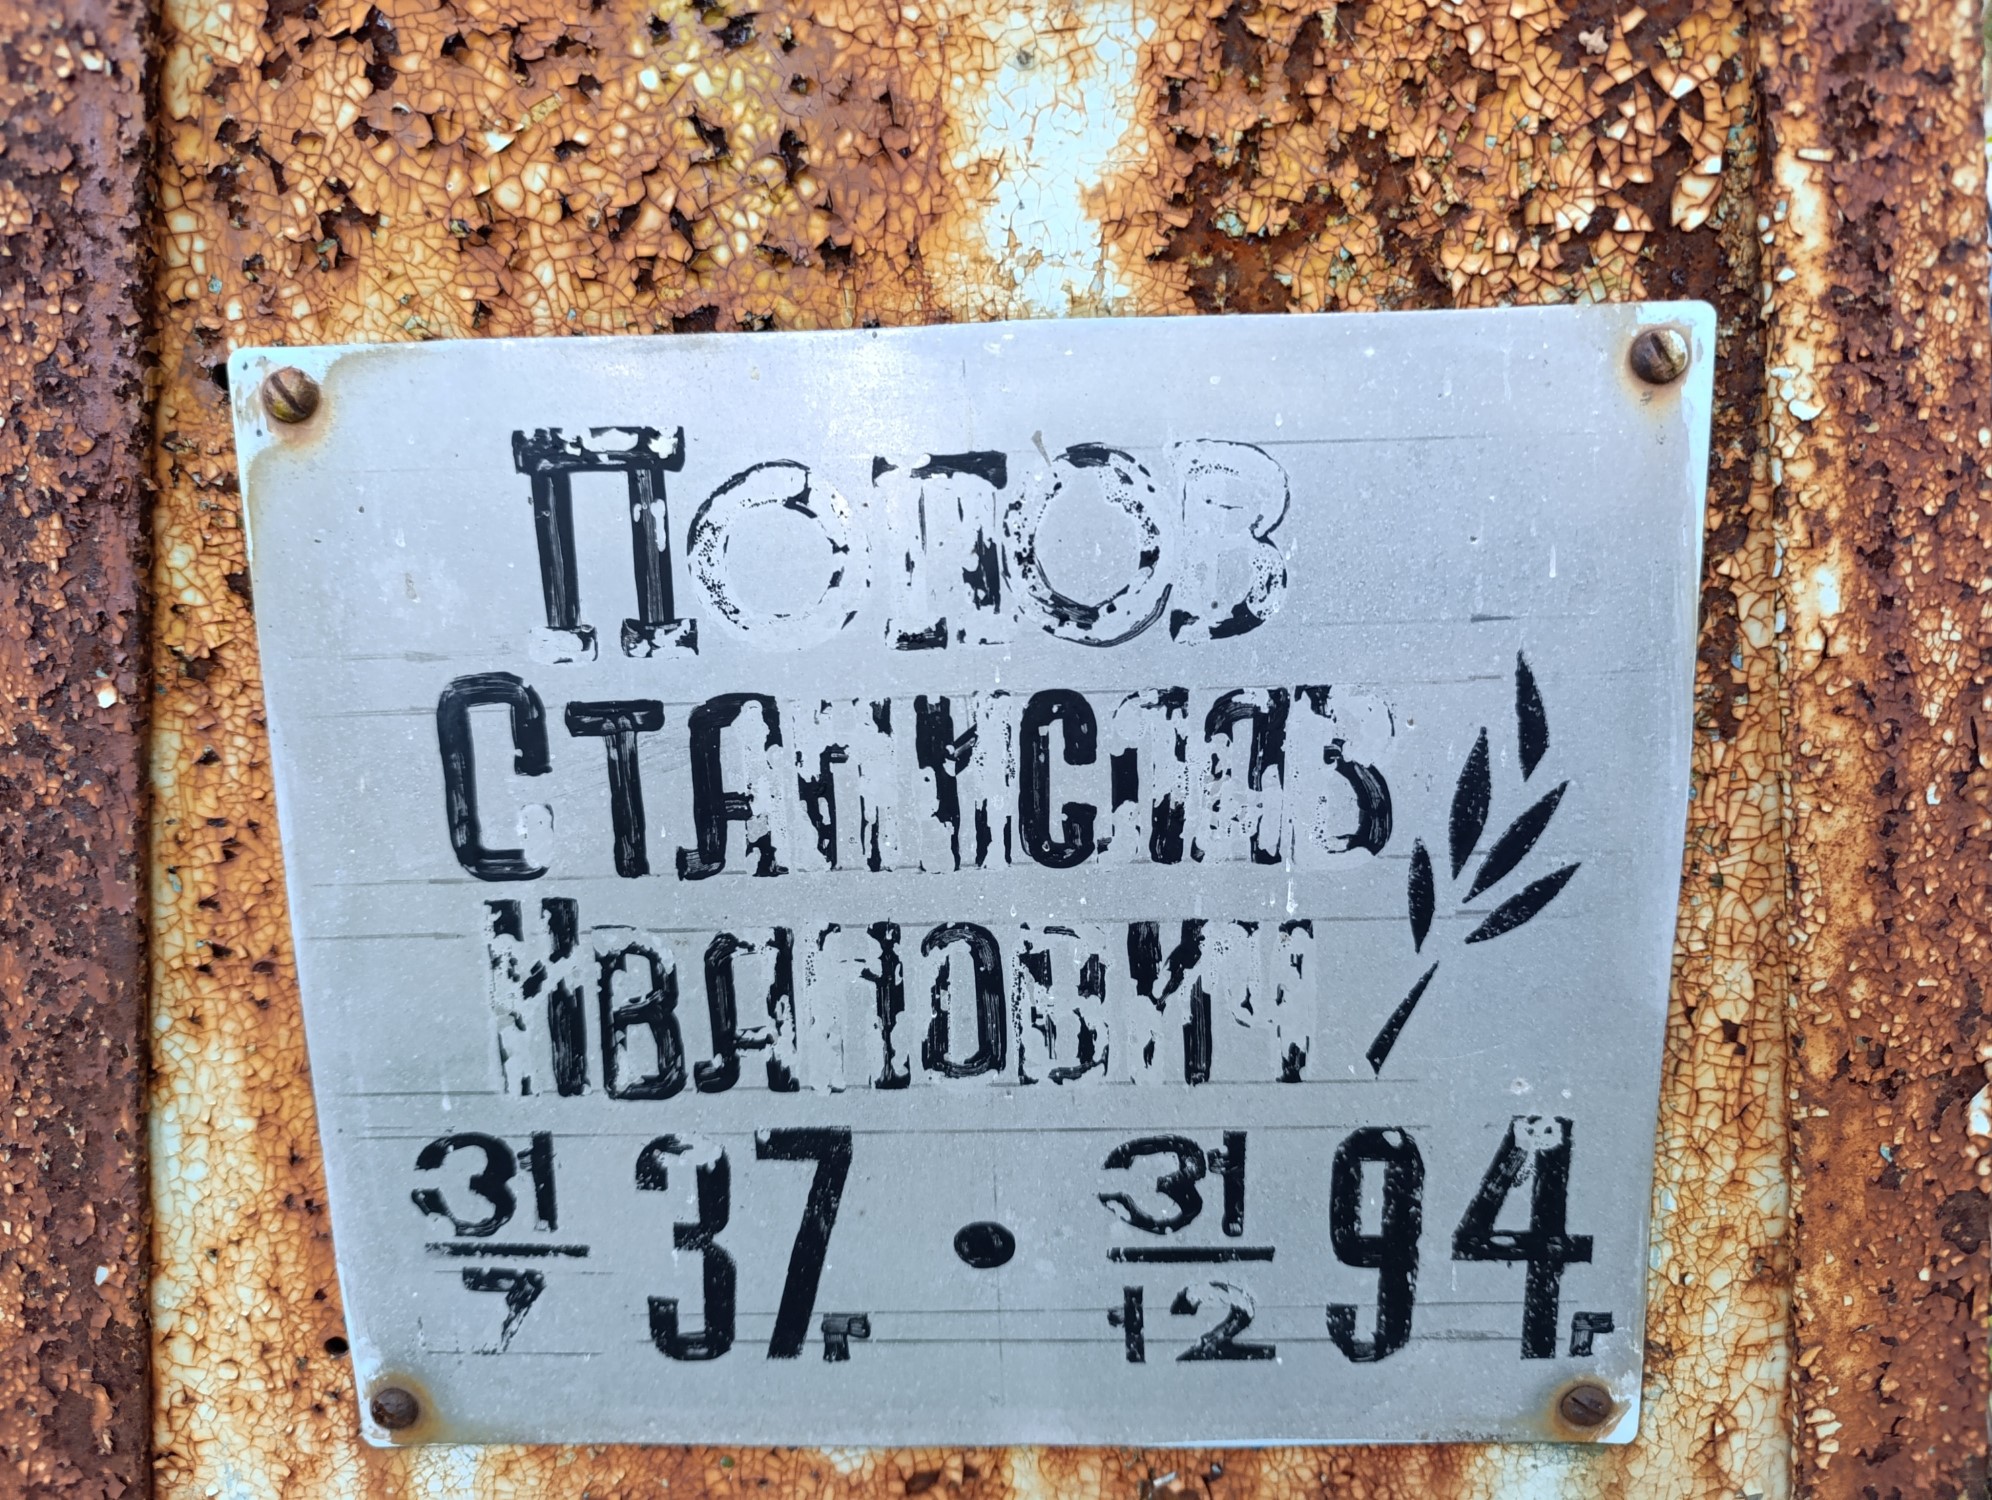 Попов
Станислав
Иванович
31/7 37г • 31/12 94г